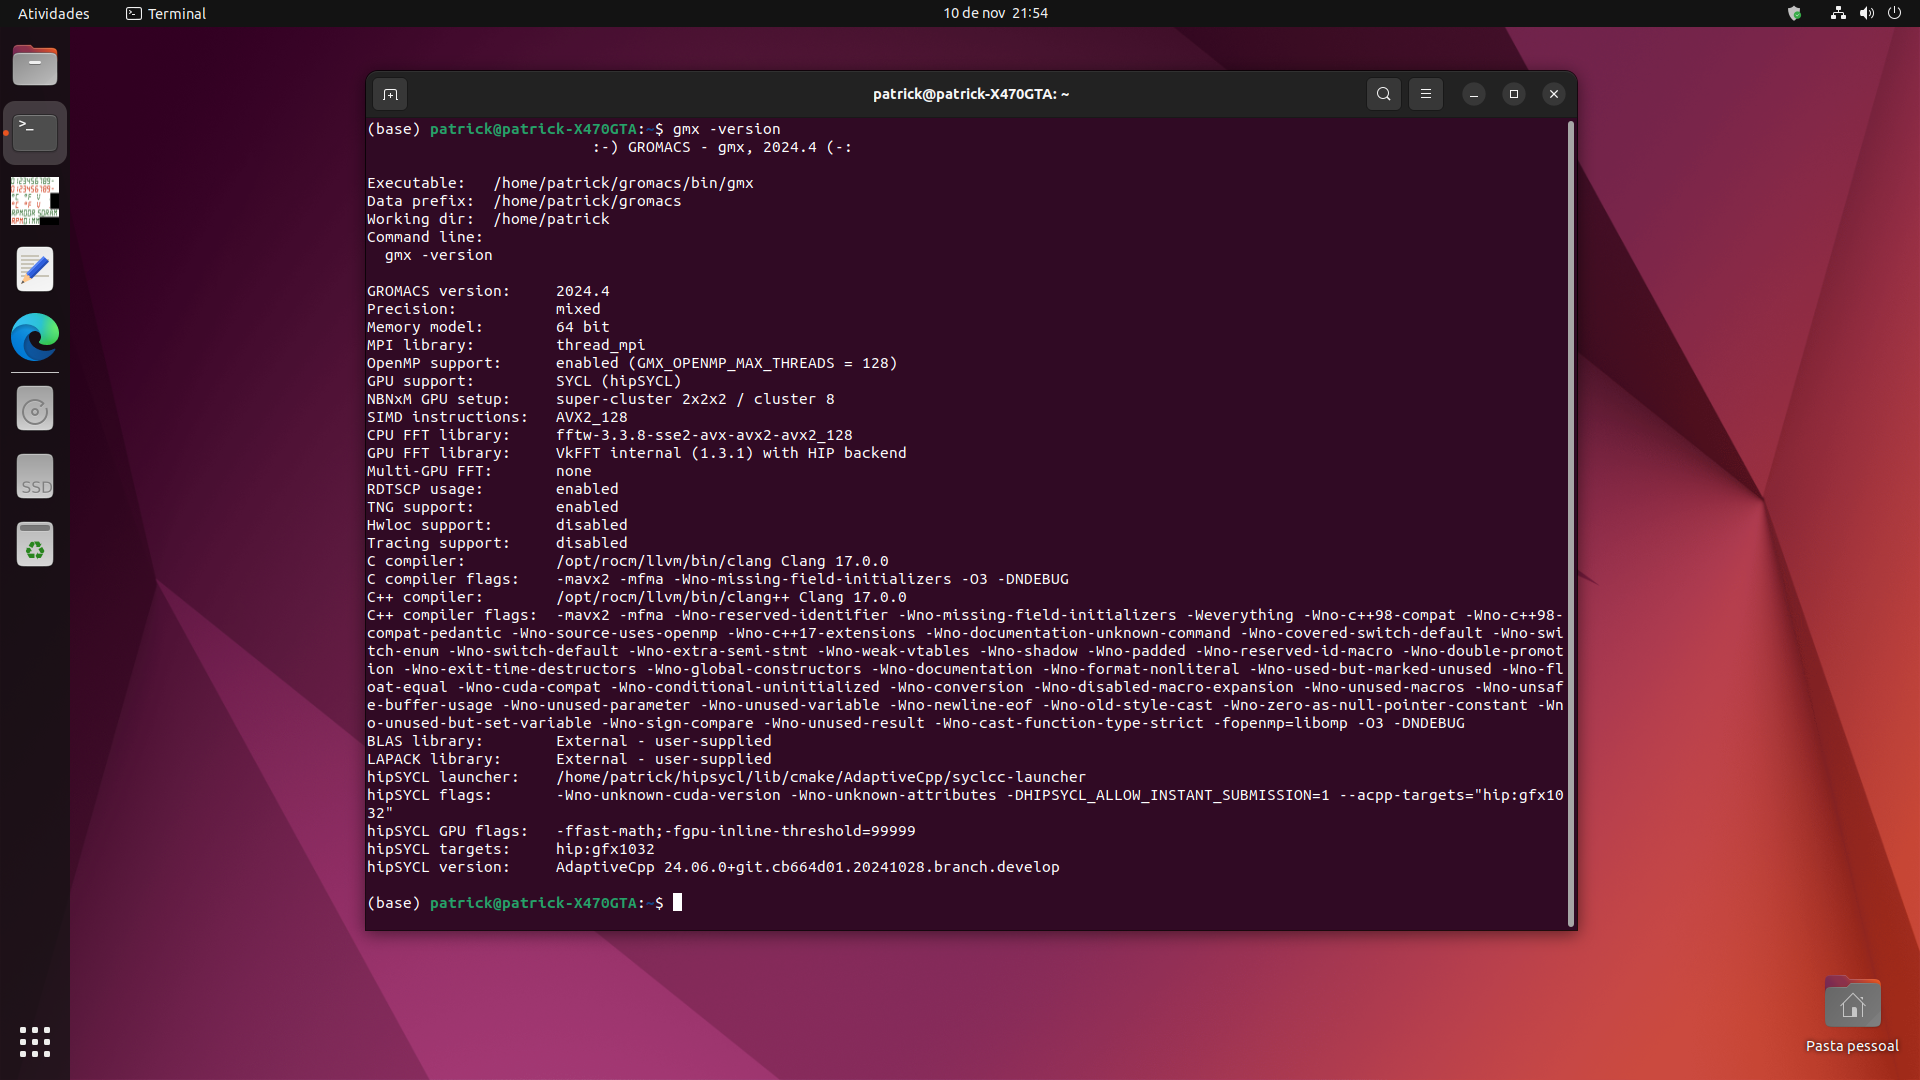 Atividades
Terminal
10 de nov 21:54
patrick@patrick-X470GTA: ~
(base) patrick@patrick-X470GTA:~$ gmx -version
:-) GROMACS - gmx, 2024.4 (-:
Executable:   /home/patrick/gromacs/bin/gmx
Data prefix:  /home/patrick/gromacs
Working dir:  /home/patrick
Command line:
  gmx -version
GROMACS version:     2024.4
Precision:           mixed
Memory model:        64 bit
MPI library:         thread_mpi
OpenMP support:      enabled (GMX_OPENMP_MAX_THREADS = 128)
GPU support:         SYCL (hipSYCL)
NBNxM GPU setup:     super-cluster 2x2x2 / cluster 8
SIMD instructions:   AVX2_128
CPU FFT library:     fftw-3.3.8-sse2-avx-avx2-avx2_128
GPU FFT library:     VkFFT internal (1.3.1) with HIP backend
Multi-GPU FFT:       none
RDTSCP usage:        enabled
TNG support:         enabled
Hwloc support:       disabled
Tracing support:     disabled
C compiler:          /opt/rocm/llvm/bin/clang Clang 17.0.0
C compiler flags:    -mavx2 -mfma -Wno-missing-field-initializers -O3 -DNDEBUG
C++ compiler:        /opt/rocm/llvm/bin/clang++ Clang 17.0.0
C++ compiler flags:  -mavx2 -mfma -Wno-reserved-identifier -Wno-missing-field-initializers -Weverything -Wno-c++98-compat -Wno-c++98-
compat-pedantic -Wno-source-uses-openmp -Wno-c++17-extensions -Wno-documentation-unknown-command -Wno-covered-switch-default -Wno-swi
tch-enum -Wno-switch-default -Wno-extra-semi-stmt -Wno-weak-vtables -Wno-shadow -Wno-padded -Wno-reserved-id-macro -Wno-double-promot
ion -Wno-exit-time-destructors -Wno-global-constructors -Wno-documentation -Wno-format-nonliteral -Wno-used-but-marked-unused -Wno-fl
oat-equal -Wno-cuda-compat -Wno-conditional-uninitialized -Wno-conversion -Wno-disabled-macro-expansion -Wno-unused-macros -Wno-unsaf
e-buffer-usage -Wno-unused-parameter -Wno-unused-variable -Wno-newline-eof -Wno-old-style-cast -Wno-zero-as-null-pointer-constant -Wn
o-unused-but-set-variable -Wno-sign-compare -Wno-unused-result -Wno-cast-function-type-strict -fopenmp=libomp -O3 -DNDEBUG
BLAS library:        External - user-supplied
LAPACK library:      External - user-supplied
hipSYCL launcher:    /home/patrick/hipsycl/lib/cmake/AdaptiveCpp/syclcc-launcher
hipSYCL flags:       -Wno-unknown-cuda-version -Wno-unknown-attributes -DHIPSYCL_ALLOW_INSTANT_SUBMISSION=1 --acpp-targets="hip:gfx10
32"
hipSYCL GPU flags:   -ffast-math;-fgpu-inline-threshold=99999
hipSYCL targets:     hip:gfx1032
hipSYCL version:     AdaptiveCpp 24.06.0+git.cb664d01.20241028.branch.develop
(base) patrick@patrick-X470GTA:~$
SSD
Pasta pessoal